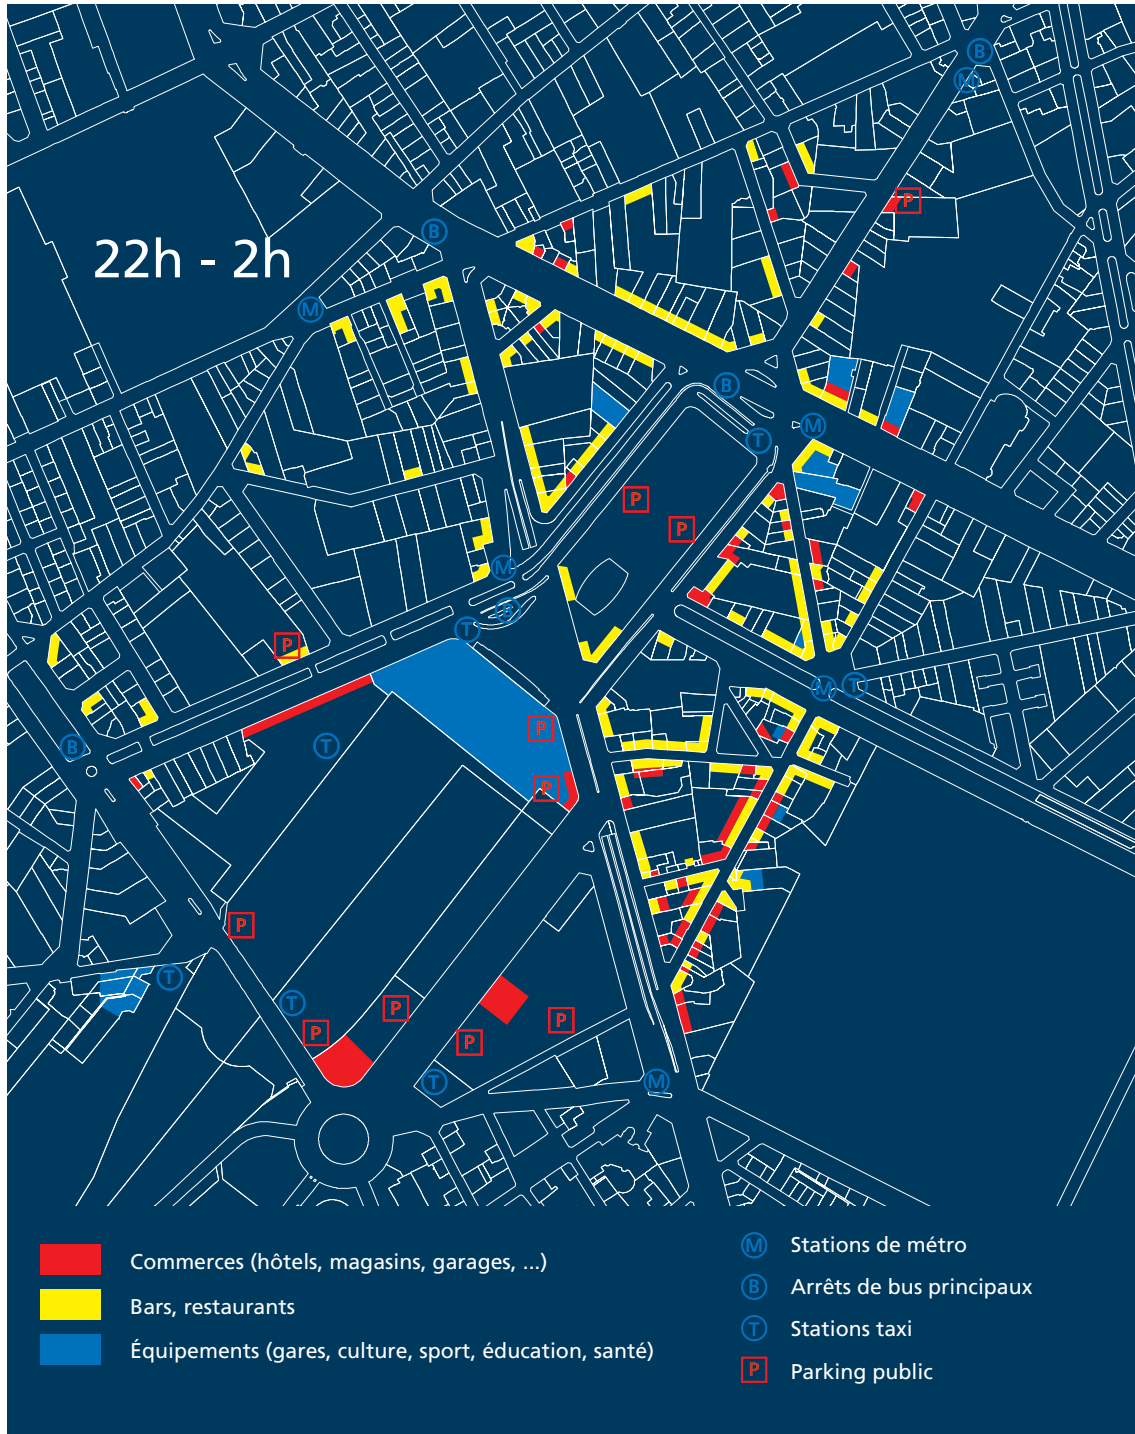 B
M
P
B
22h - 2h
M
B
M
T
P
P
M
B
T
P
M
T
P
B
T
P
P
T
T
P
P
P
P
T
M
Commerces (hôtels, magasins, garages, ...)
Bars, restaurants
Équipements (gares, culture, sport, éducation, santé)
M Stations de métro
B Arrêts de bus principaux
T Stations taxi
P Parking public